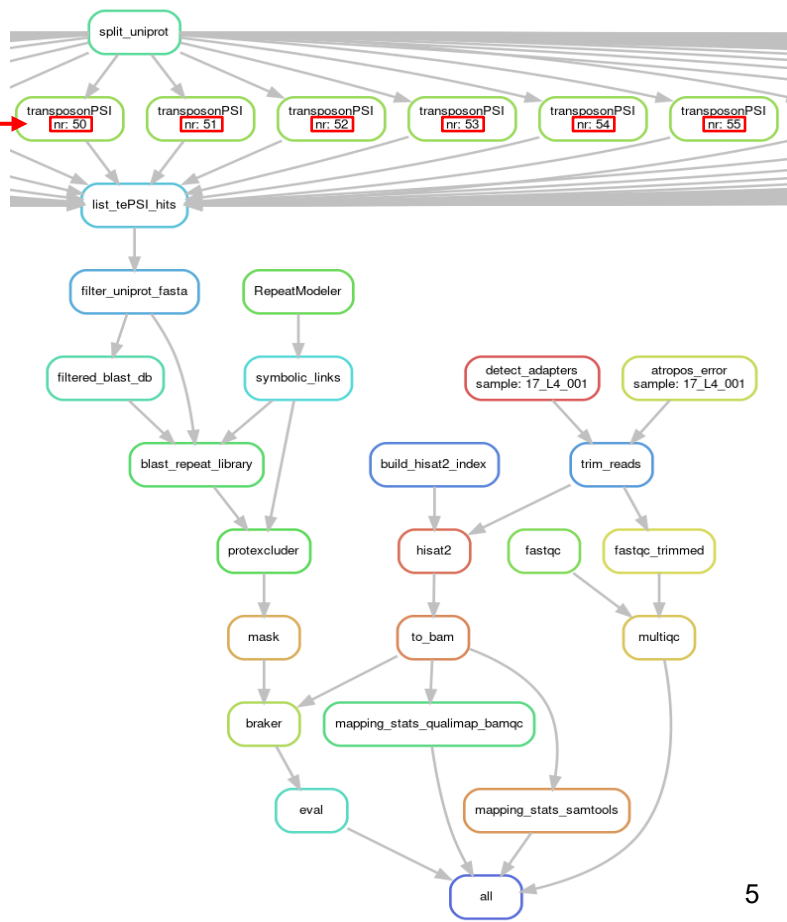 split_uniprot
transposonPSI
nr: 50
transposonPSI
nr: 51
transposonPSI
nr: 52
transposonPSI
nr: 53
transposonPSI
nr: 54
transposonPSI
nr: 55
list_tePSI_hits
filter_uniprot_fasta
RepeatModeler
filtered_blast_db
symbolic_links
detect_adapters
sample: 17_L4_001
atropos_error
sample: 17_L4_001
blast_repeat_library
build_hisat2_index
trim_reads
protexcluder
hisat2
fastqc
fastqc_trimmed
mask
to_bam
multiqc
braker
mapping_stats_qualimap_bamqc
eval
mapping_stats_samtools
all
5